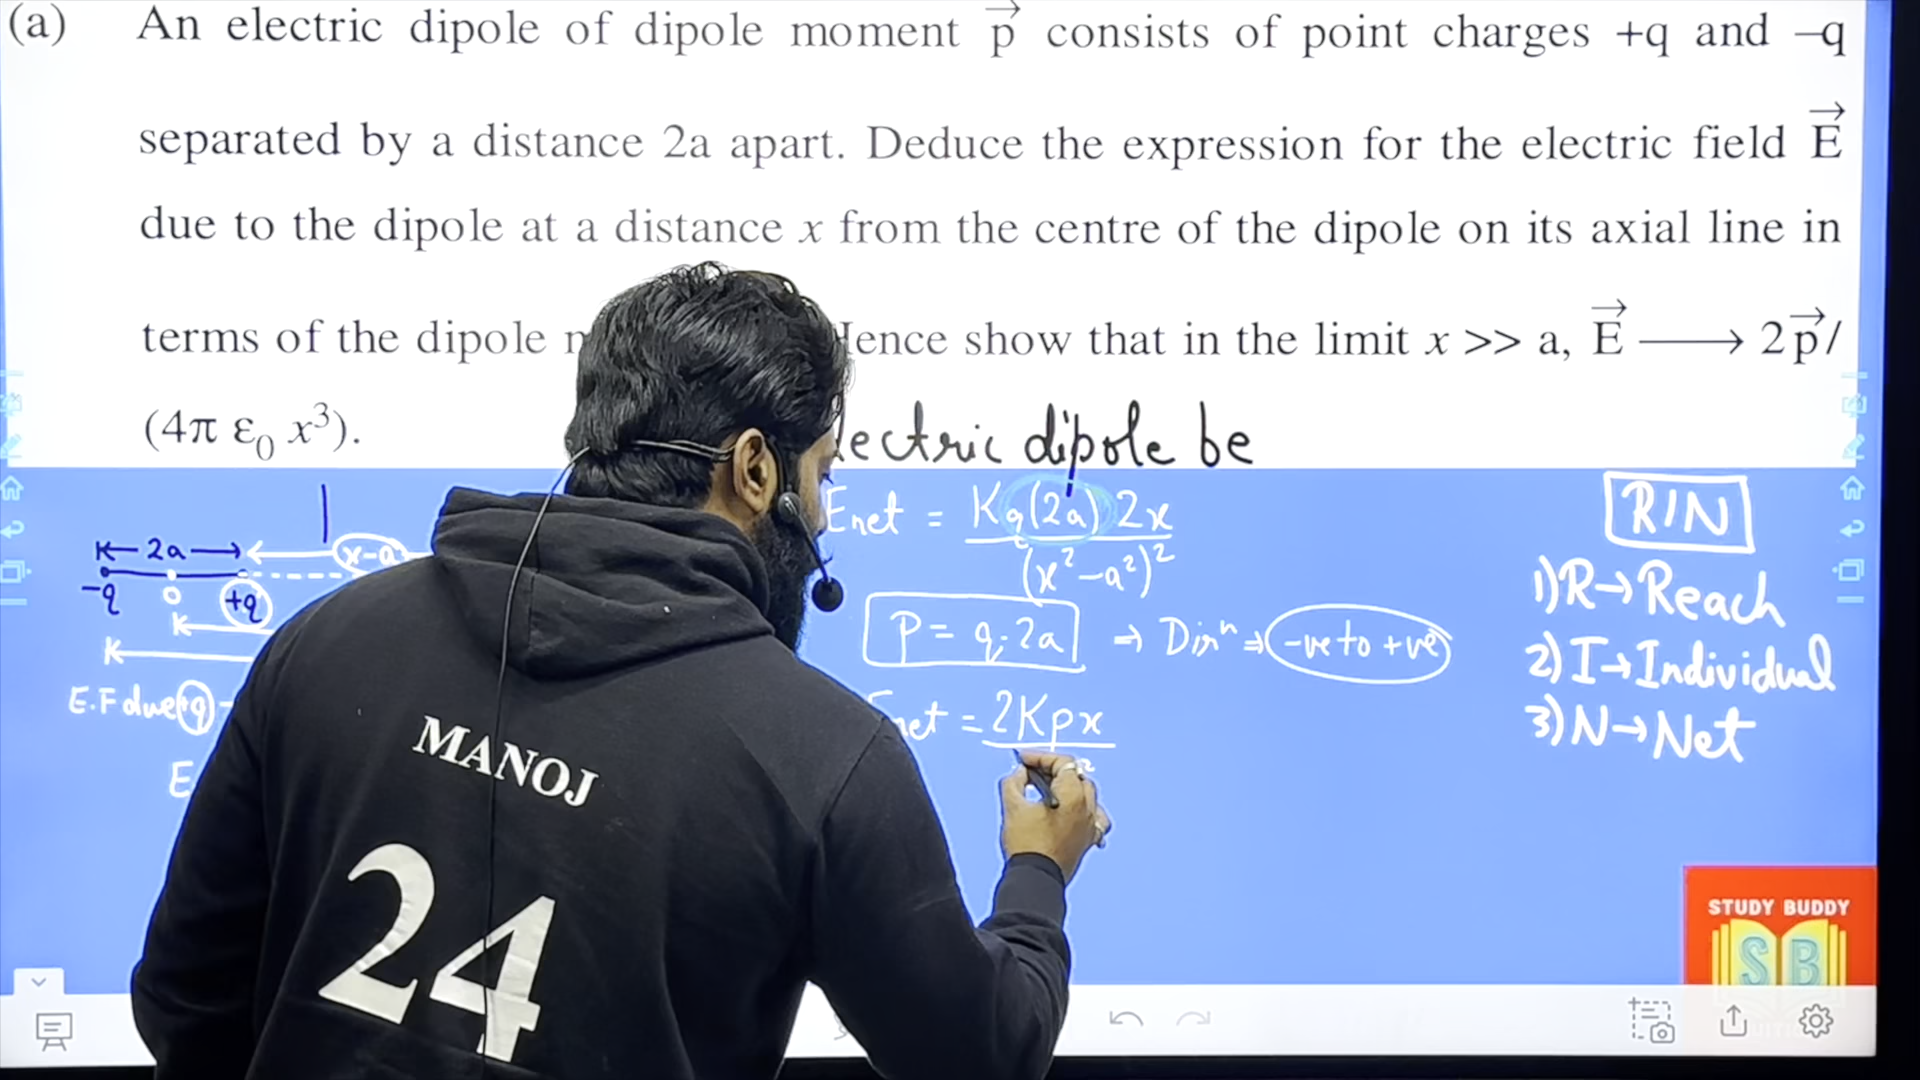 (a) An electric dipole of dipole moment p⃗ consists of point charges +q and –q
separated by a distance 2a apart. Deduce the expression for the electric field E⃗
due to the dipole at a distance x from the centre of the dipole on its axial line in
terms of the dipole Hence show that in the limit x >> a, E⃗ ⟶ 2p⃗/
(4π ε₀ x³).
lectric dipole be
2a
x-a
-q
O
+q
E.F due +q
E
Enet = Kq(2a) 2x
(x²-a²)²
P = q.2a ⇒ Dirⁿ ⇒ -ve to +ve
Enet = 2Kpx
RIN
1) R→Reach
2) I→Individual
3) N→Net
MANOJ
24
STUDY BUDDY
SB